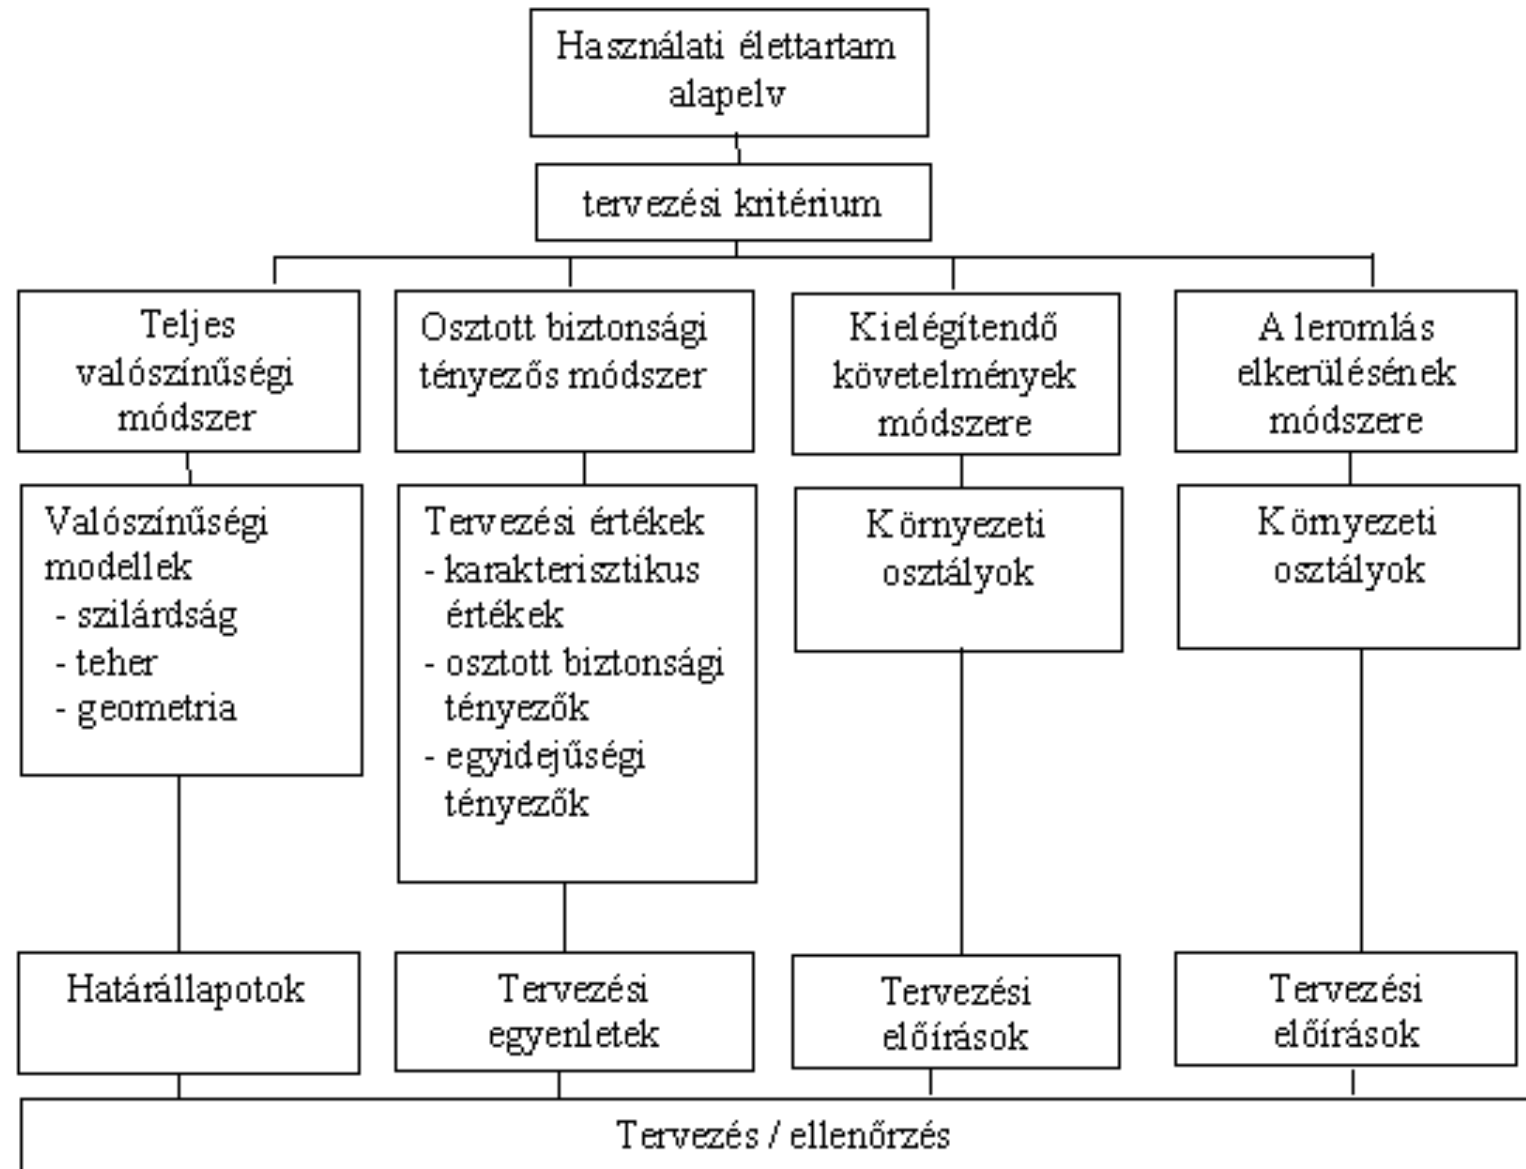 Használati élettartam
alapelv
tervezési kritérium
Teljes
valószínűségi
módszer
Osztott biztonsági
tényezős módszer
Kielégítendő
követelmények
módszere
A leromlás
elkerülésének
módszere
Valószínűségi
modellek
- szilárdság
- teher
- geometria
Tervezési értékek
- karakterisztikus
értékek
- osztott biztonsági
tényezők
- egyidejűségi
tényezők
Környezeti
osztályok
Környezeti
osztályok
Határállapotok
Tervezési
egyenletek
Tervezési
előírások
Tervezési
előírások
Tervezés / ellenőrzés